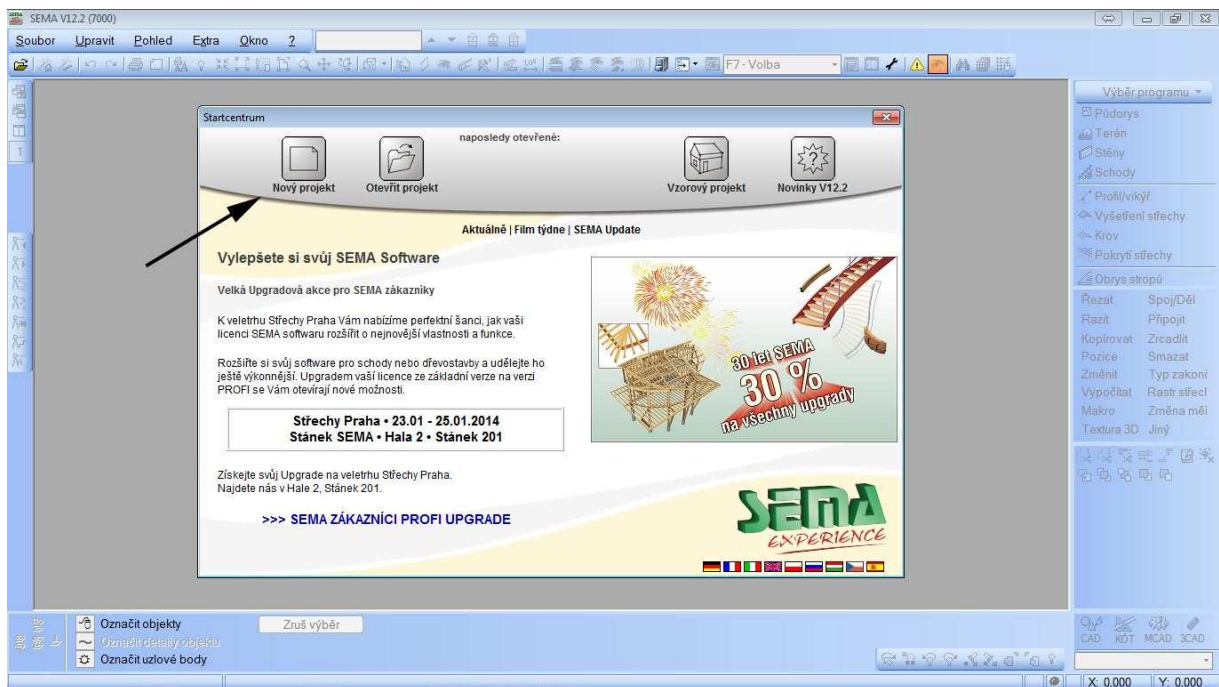 SEMA V12.2 (7000)
Soubor Upravit Pohled Extra Okno ?
F7-Volba
1
Startcentrum
naposledy otevřené:
Nový projekt Otevřit projekt Vzorový projekt Novinky V12.2
Aktuálně | Film týdne | SEMA Update
Vylepšete si svůj SEMA Software
Velká Upgradová akce pro SEMA zákazniky
K veletrhu Střechy Praha Vám nabízíme perfektní šanci, jak vaši
licenci SEMA softwaru rozšířit o nejnovější vlastnosti a funkce.
Rozšiřte si svůj software pro schody nebo dřevostavby a udělejte ho
ještě výkonnější. Upgradem vaší licence ze základní verze na verzi
PROFI se Vám otevírají nové možnosti.
Střechy Praha • 23.01 - 25.01.2014
Stánek SEMA • Hala 2 • Stánek 201
Získejte svůj Upgrade na veletrhu Střechy Praha.
Najdete nás v Hale 2, Stánek 201.
>>> SEMA ZÁKAZNÍCI PROFI UPGRADE
30 let SEMA
30 %
na všechny upgrady
SEMA
EXPERIENCE
Výběr programu
Půdorys
Terén
Stěny
Schody
Profil/vikýř
Vyšetření střechy
Krov
Pokrytí střechy
Obrys stropů
Řezat Spoj/Děl
Razit Připojit
Kopírovat Zrcadlit
Pozice Smazat
Změnit Typ zakoní
Vypočítat Rastr střecl
Makro Změna měi
Textura 3D Jiný
Označit objekty Zruš výběr
Označit detaily objektu
Označit uzlové body
CAD KÓT MCAD 3CAD
X: 0.000 Y: 0.000